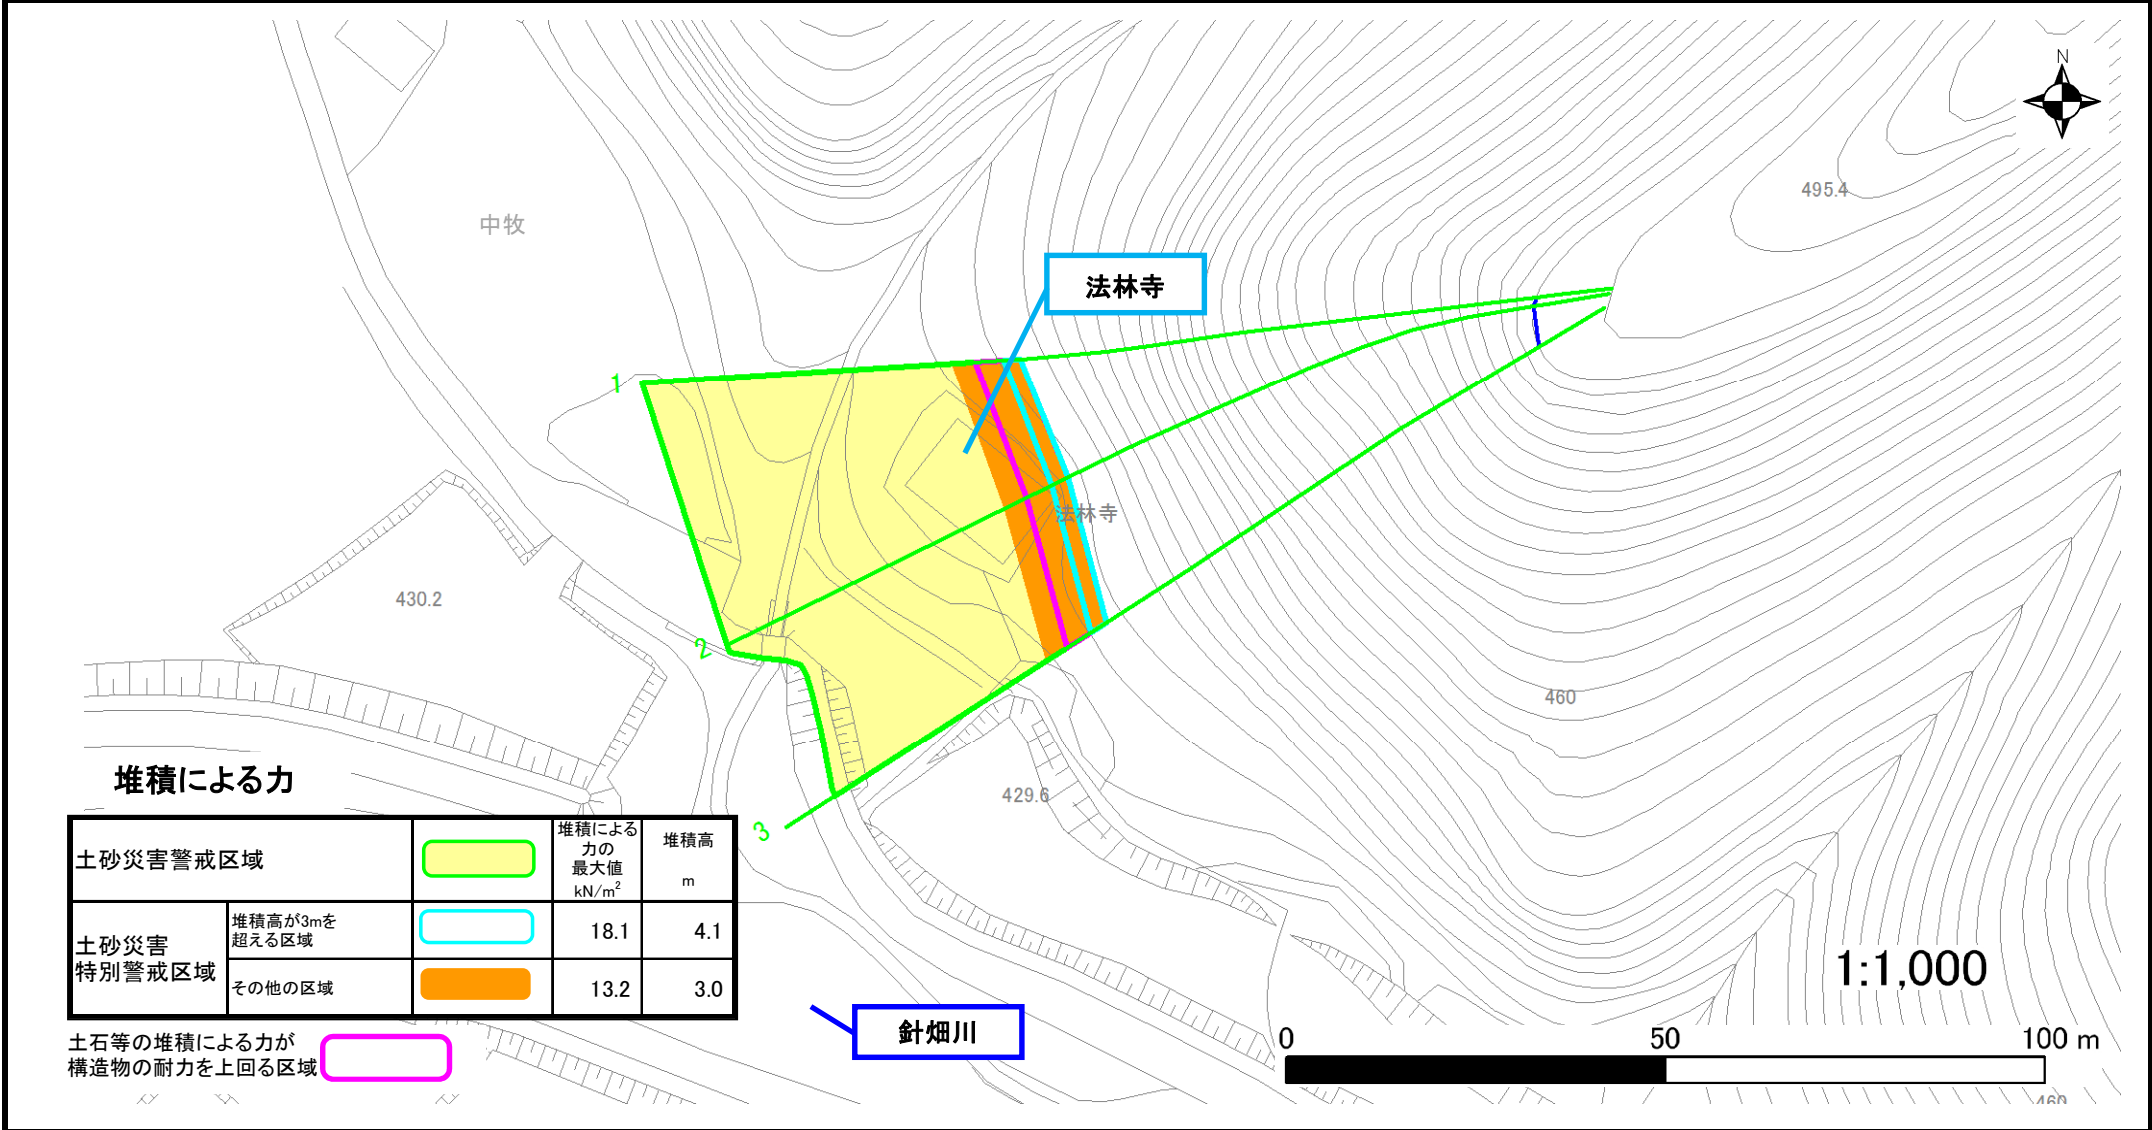 N
495.4
中牧
法林寺
1
法林寺
430.2
2
460
429.6
3
堆積による力
土砂災害警戒区域
堆積による
力の
最大値
kN/m²
堆積高
m
土砂災害
特別警戒区域
堆積高が3mを
超える区域
18.1
4.1
その他の区域
13.2
3.0
土石等の堆積による力が
構造物の耐力を上回る区域
針畑川
1:1,000
0 50 100 m
460